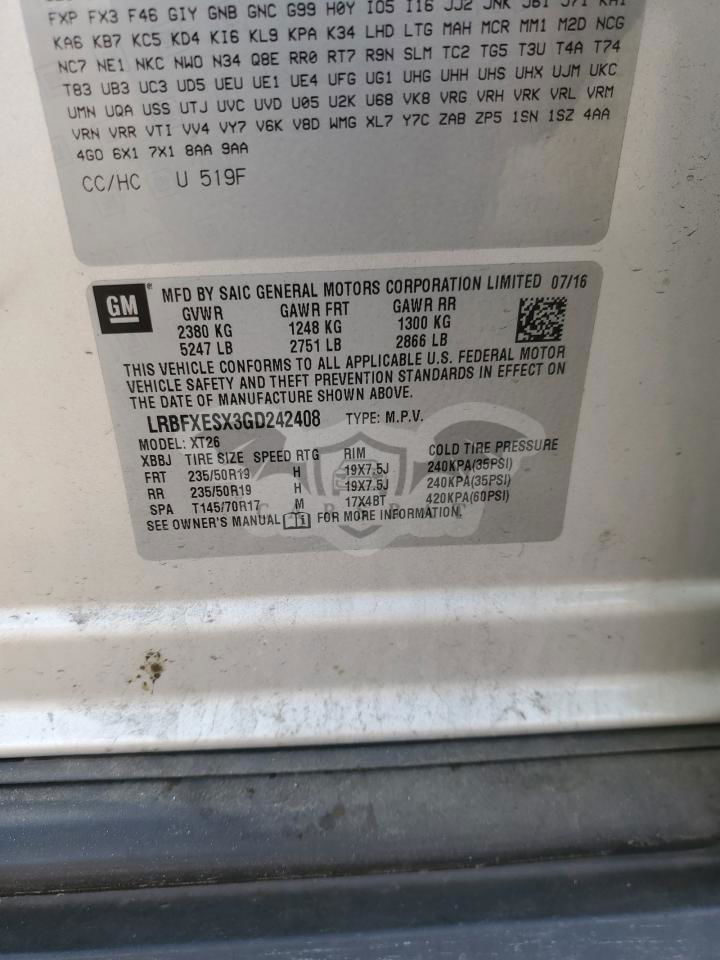 FXP FX3 F46 GIY GNB GNC G99 H0Y IO5 I16 JJ2 JNK J61 J71 KA1
KA6 KB7 KC5 KD4 KI6 KL9 KPA K34 LHD LTG MAH MCR MM1 M2D NCG
NC7 NE1 NKC NWO N34 Q8E RR0 RT7 R9N SLM TC2 TG5 T3U T4A T74
T83 UB3 UC3 UD5 UEU UE1 UE4 UFG UG1 UHG UHH UHS UHX UJM UKC
UMN UQA USS UTJ UVC UVD U05 U2K U68 VK8 VRG VRH VRK VRL VRM
VRN VRR VTI VV4 VY7 V6K V8D WMG XL7 Y7C ZAB ZP5 1SN 1SZ 4AA
4GO 6X1 7X1 8AA 9AA
CC/HC U 519F
GM ® MFD BY SAIC GENERAL MOTORS CORPORATION LIMITED 07/16
GVWR GAWR FRT GAWR RR
2380 KG 1248 KG 1300 KG
5247 LB 2751 LB 2866 LB
THIS VEHICLE CONFORMS TO ALL APPLICABLE U.S. FEDERAL MOTOR
VEHICLE SAFETY AND THEFT PREVENTION STANDARDS IN EFFECT ON
THE DATE OF MANUFACTURE SHOWN ABOVE.
LRBFXESX3GD242408 TYPE: M.P.V.
MODEL: XT26
XBBJ TIRE SIZE SPEED RTG RIM COLD TIRE PRESSURE
FRT 235/50R19 H 19X7.5J 240KPA(35PSI)
RR 235/50R19 H 19X7.5J 240KPA(35PSI)
SPA T145/70R17 M 17X4BT 420KPA(60PSI)
SEE OWNER'S MANUAL FOR MORE INFORMATION.